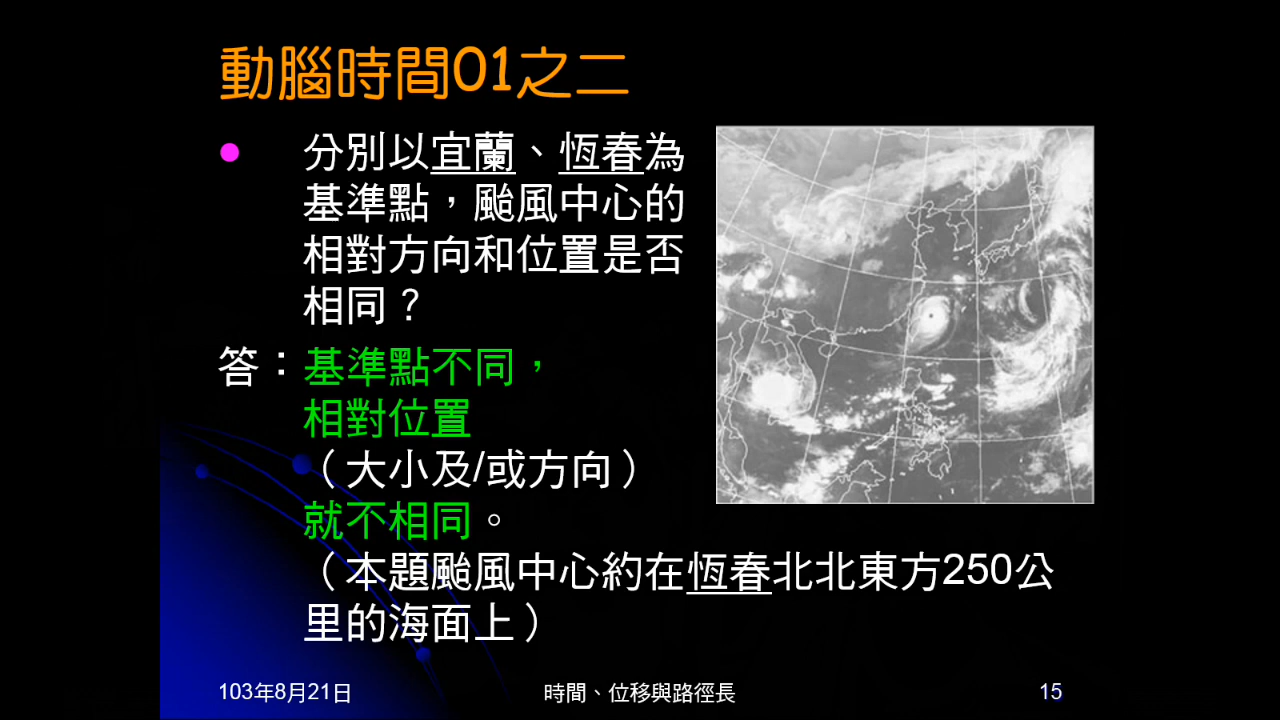 動腦時間01之二
● 分別以宜蘭、恆春為
基準點，颱風中心的
相對方向和位置是否
相同？
答：基準點不同，
相對位置
（大小及/或方向）
就不相同。
（本題颱風中心約在恆春北北東方250公
里的海面上）
103年8月21日 時間、位移與路徑長 15